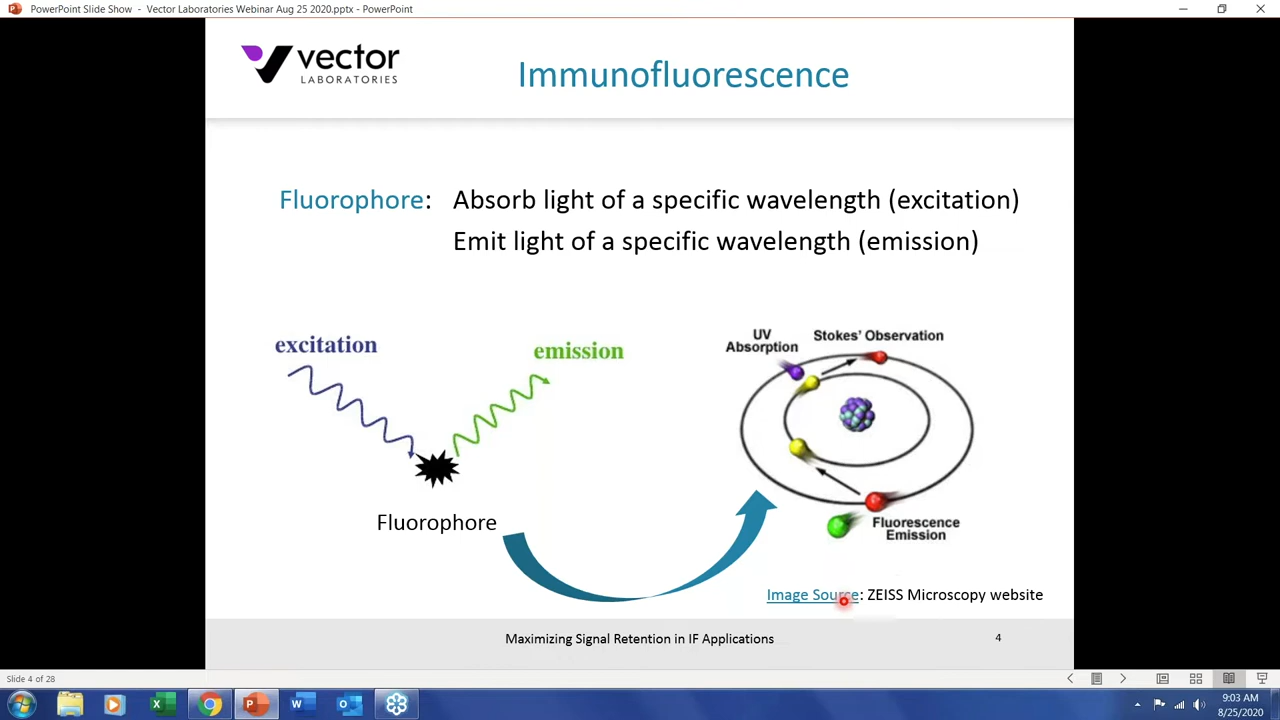 PowerPoint Slide Show - Vector Laboratories Webinar Aug 25 2020.pptx - PowerPoint
vector
LABORATORIES
Immunofluorescence
Fluorophore: Absorb light of a specific wavelength (excitation)
Emit light of a specific wavelength (emission)
excitation
emission
Fluorophore
UV
Absorption
Stokes' Observation
Fluorescence
Emission
Image Source: ZEISS Microscopy website
Maximizing Signal Retention in IF Applications
4
Slide 4 of 28
9:03 AM
8/25/2020